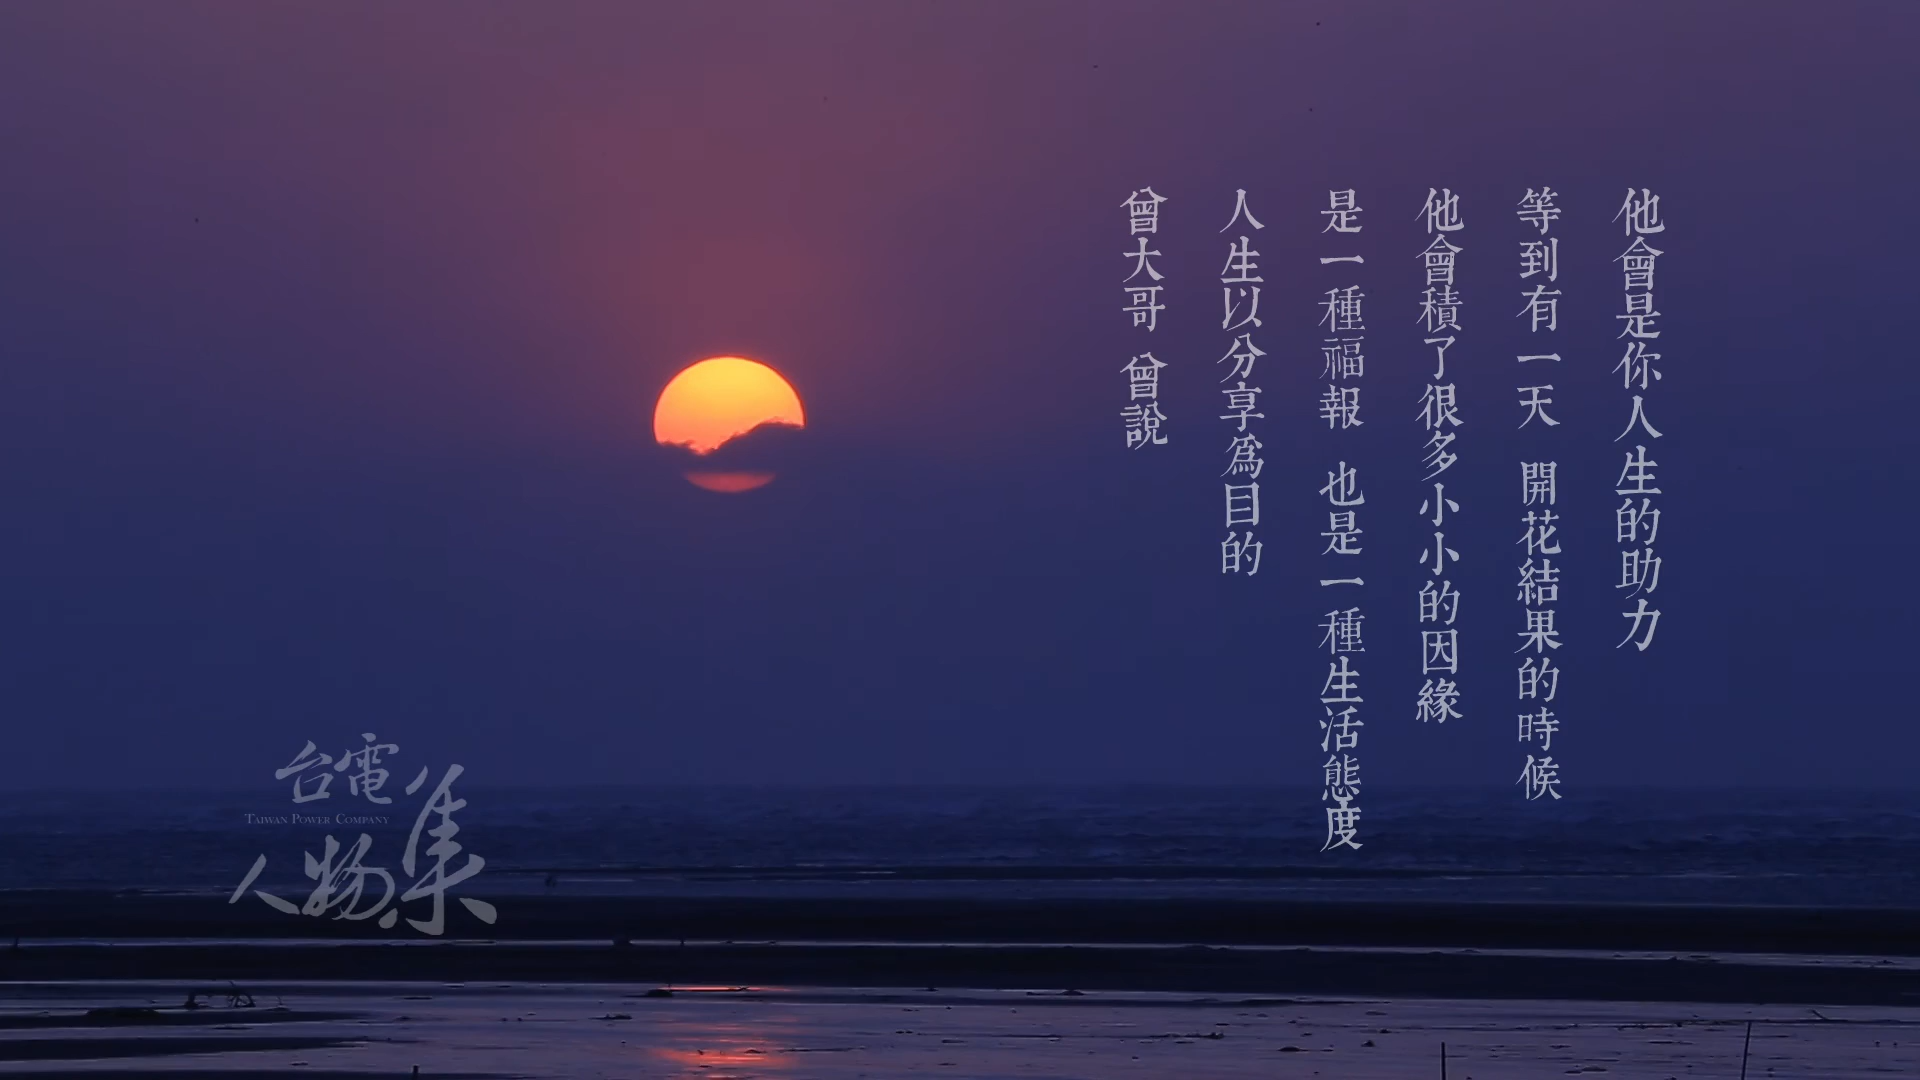 曾大哥 曾說
人生以分享爲目的
是一種福報 也是一種生活態度
他會積了很多小小的因緣
等到有一天 開花結果的時候
他會是你人生的助力
台電
TAIWAN POWER COMPANY
人物集